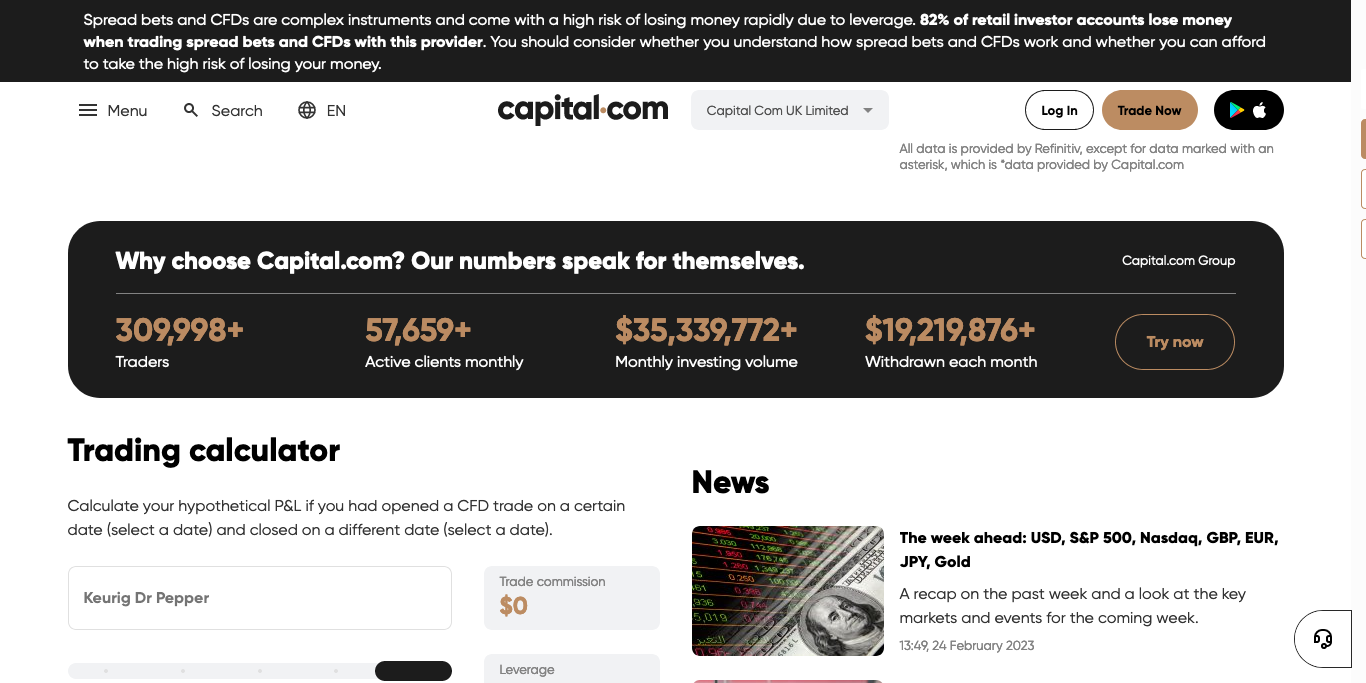 Spread bets and CFDs are complex instruments and come with a high risk of losing money rapidly due to leverage. 82% of retail investor accounts lose money
when trading spread bets and CFDs with this provider. You should consider whether you understand how spread bets and CFDs work and whether you can afford
to take the high risk of losing your money.
Menu
Search
EN
capital.com
Capital Com UK Limited
Log In
Trade Now
All data is provided by Refinitiv, except for data marked with an
asterisk, which is *data provided by Capital.com
Why choose Capital.com? Our numbers speak for themselves.
Capital.com Group
309,998+
Traders
57,659+
Active clients monthly
$35,339,772+
Monthly investing volume
$19,219,876+
Withdrawn each month
Try now
Trading calculator
Calculate your hypothetical P&L if you had opened a CFD trade on a certain
date (select a date) and closed on a different date (select a date).
Keurig Dr Pepper
Trade commission
$0
Leverage
News
The week ahead: USD, S&P 500, Nasdaq, GBP, EUR,
JPY, Gold
A recap on the past week and a look at the key
markets and events for the coming week.
13:49, 24 February 2023